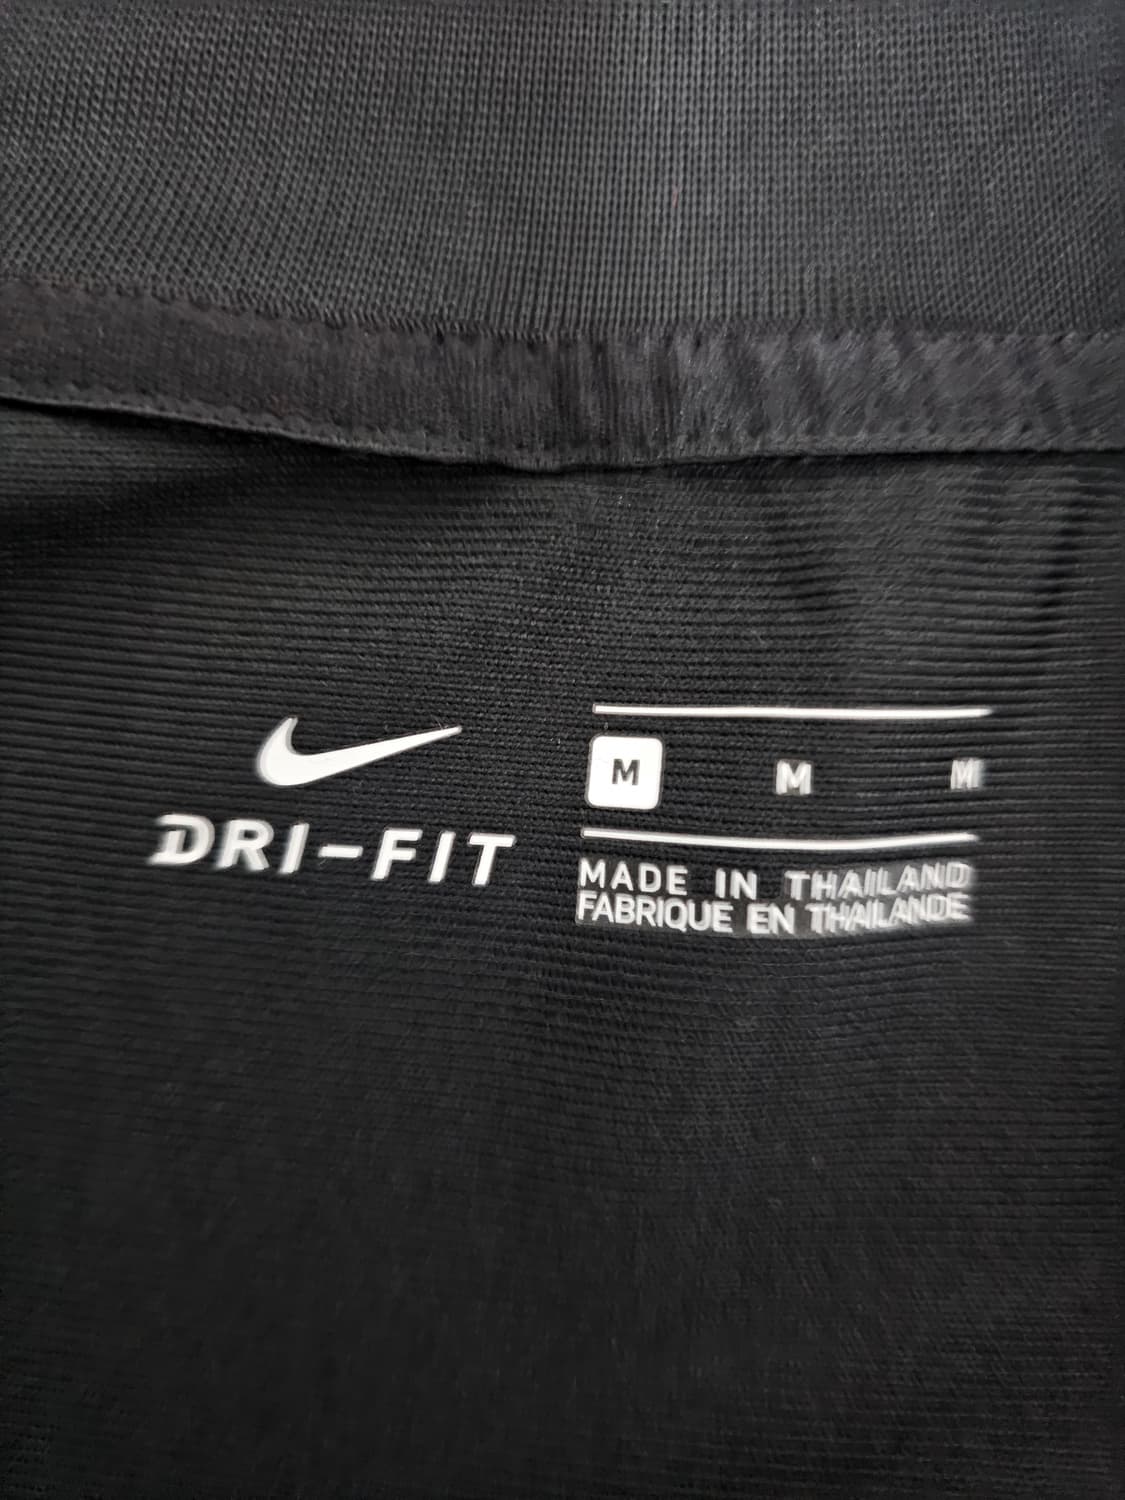 DRI-FIT
M M M
MADE IN THAILAND
FABRIQUE EN THAILANDE